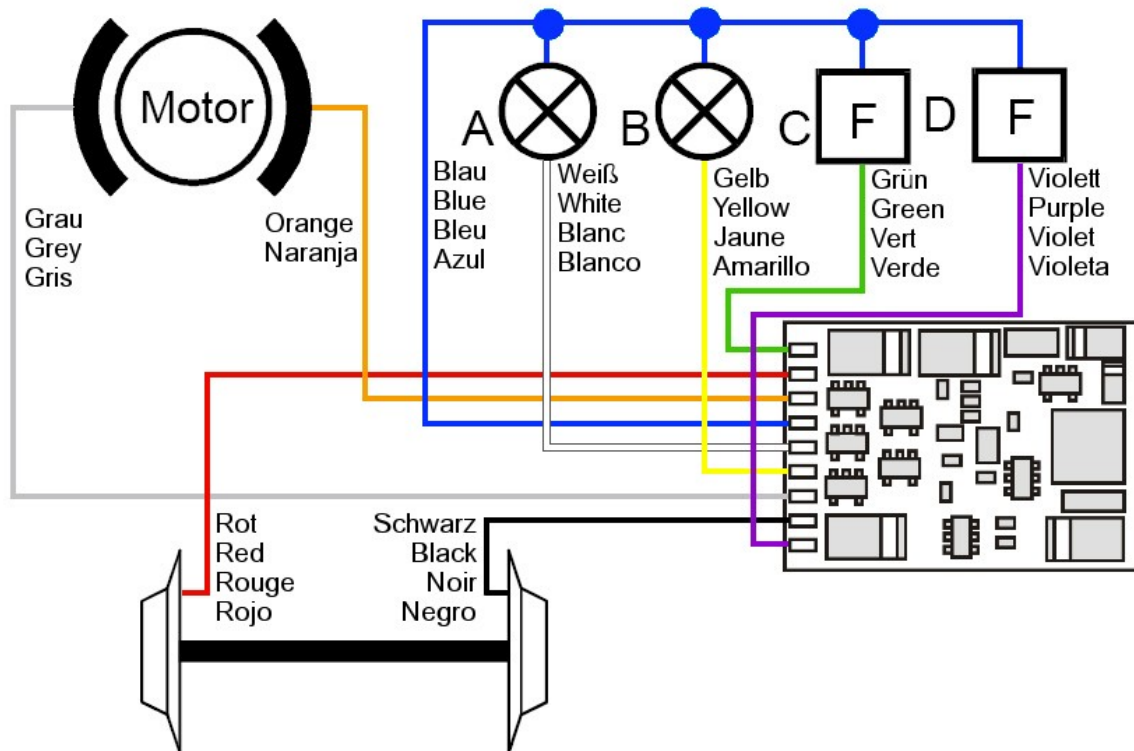 Motor
A
B
C
F
D
F
Grau
Grey
Gris
Orange
Naranja
Blau
Blue
Bleu
Azul
Weiß
White
Blanc
Blanco
Gelb
Yellow
Jaune
Amarillo
Grün
Green
Vert
Verde
Violett
Purple
Violet
Violeta
Rot
Red
Rouge
Rojo
Schwarz
Black
Noir
Negro